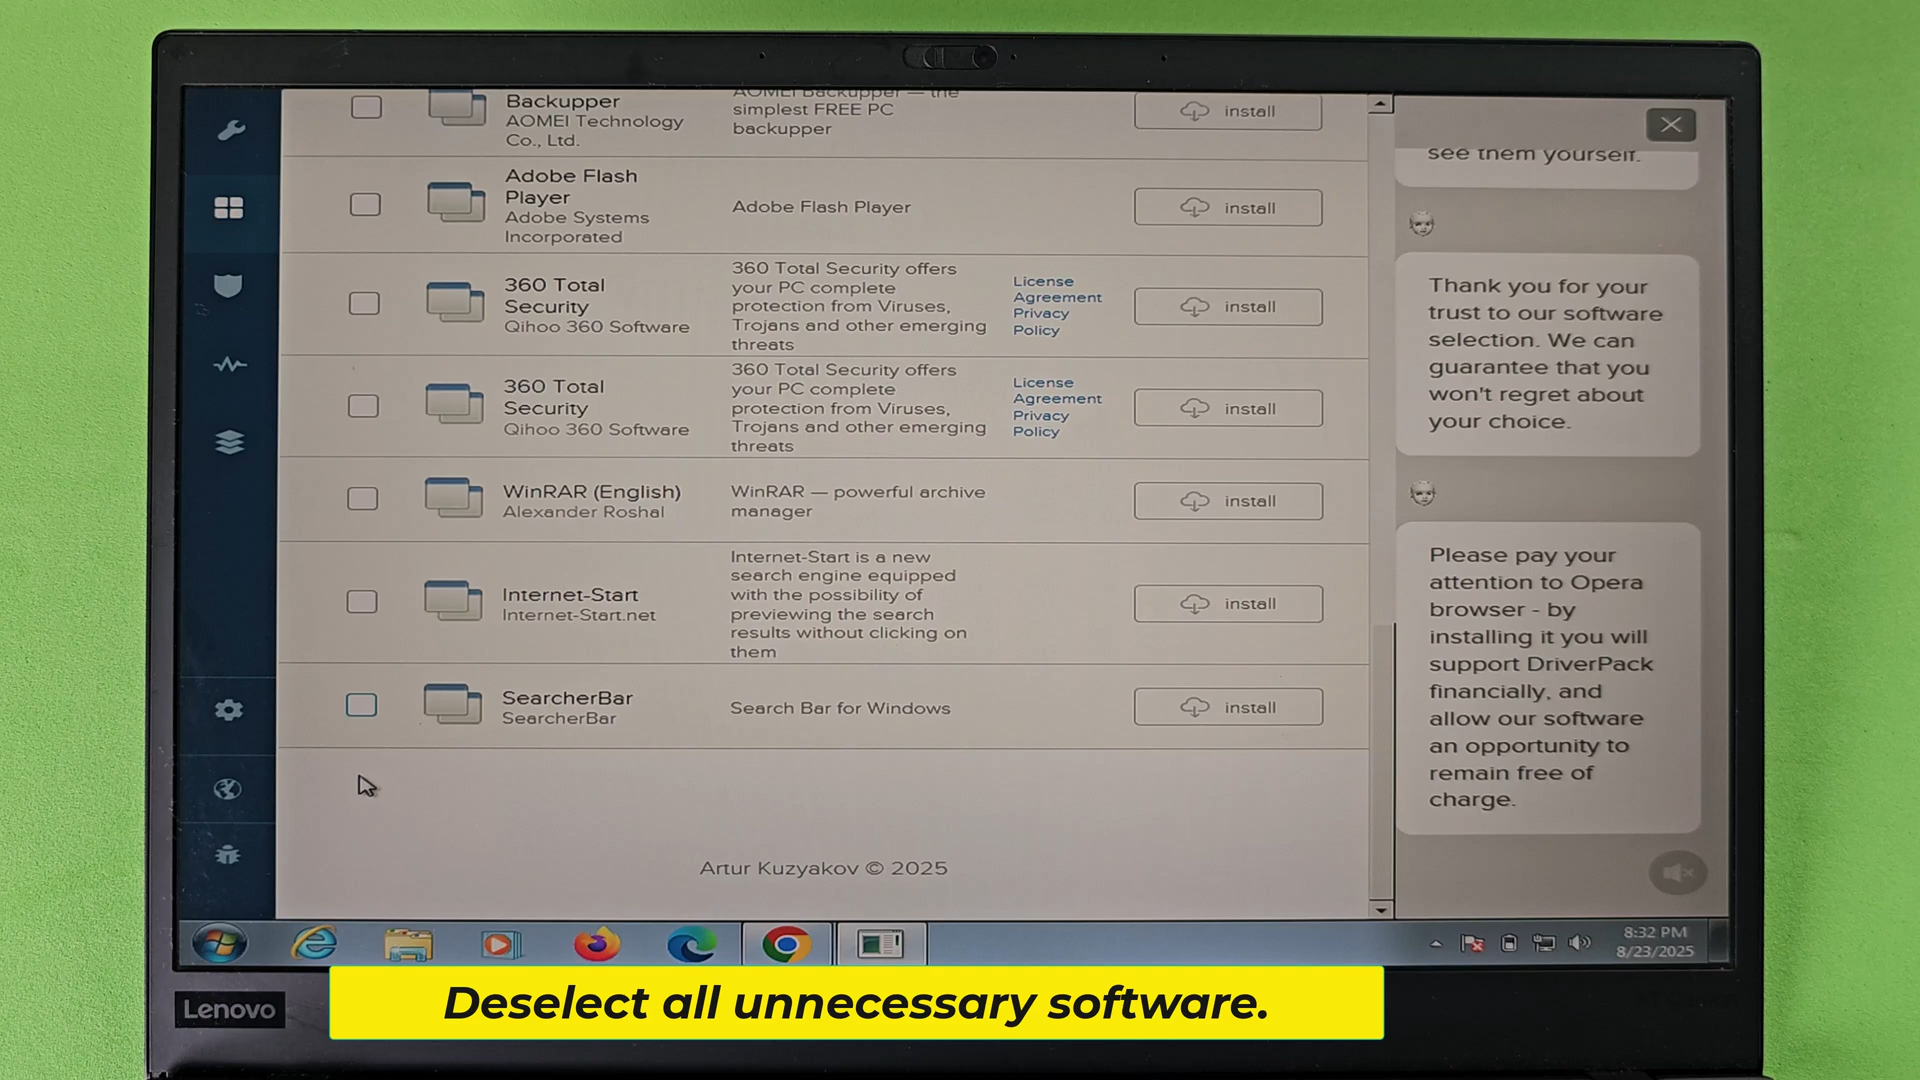 Backupper
AOMEI Technology
Co., Ltd.
AOMEI Backupper — the
simplest FREE PC
backupper
install
Adobe Flash
Player
Adobe Systems
Incorporated
Adobe Flash Player
install
360 Total
Security
Qihoo 360 Software
360 Total Security offers
your PC complete
protection from Viruses,
Trojans and other emerging
threats
License
Agreement
Privacy
Policy
install
360 Total
Security
Qihoo 360 Software
360 Total Security offers
your PC complete
protection from Viruses,
Trojans and other emerging
threats
License
Agreement
Privacy
Policy
install
WinRAR (English)
Alexander Roshal
WinRAR — powerful archive
manager
install
Internet-Start
Internet-Start.net
Internet-Start is a new
search engine equipped
with the possibility of
previewing the search
results without clicking on
them
install
SearcherBar
SearcherBar
Search Bar for Windows
install
Artur Kuzyakov © 2025
see them yourself.
Thank you for your
trust to our software
selection. We can
guarantee that you
won't regret about
your choice.
Please pay your
attention to Opera
browser - by
installing it you will
support DriverPack
financially, and
allow our software
an opportunity to
remain free of
charge.
8:32 PM
8/23/2025
Lenovo
Deselect all unnecessary software.